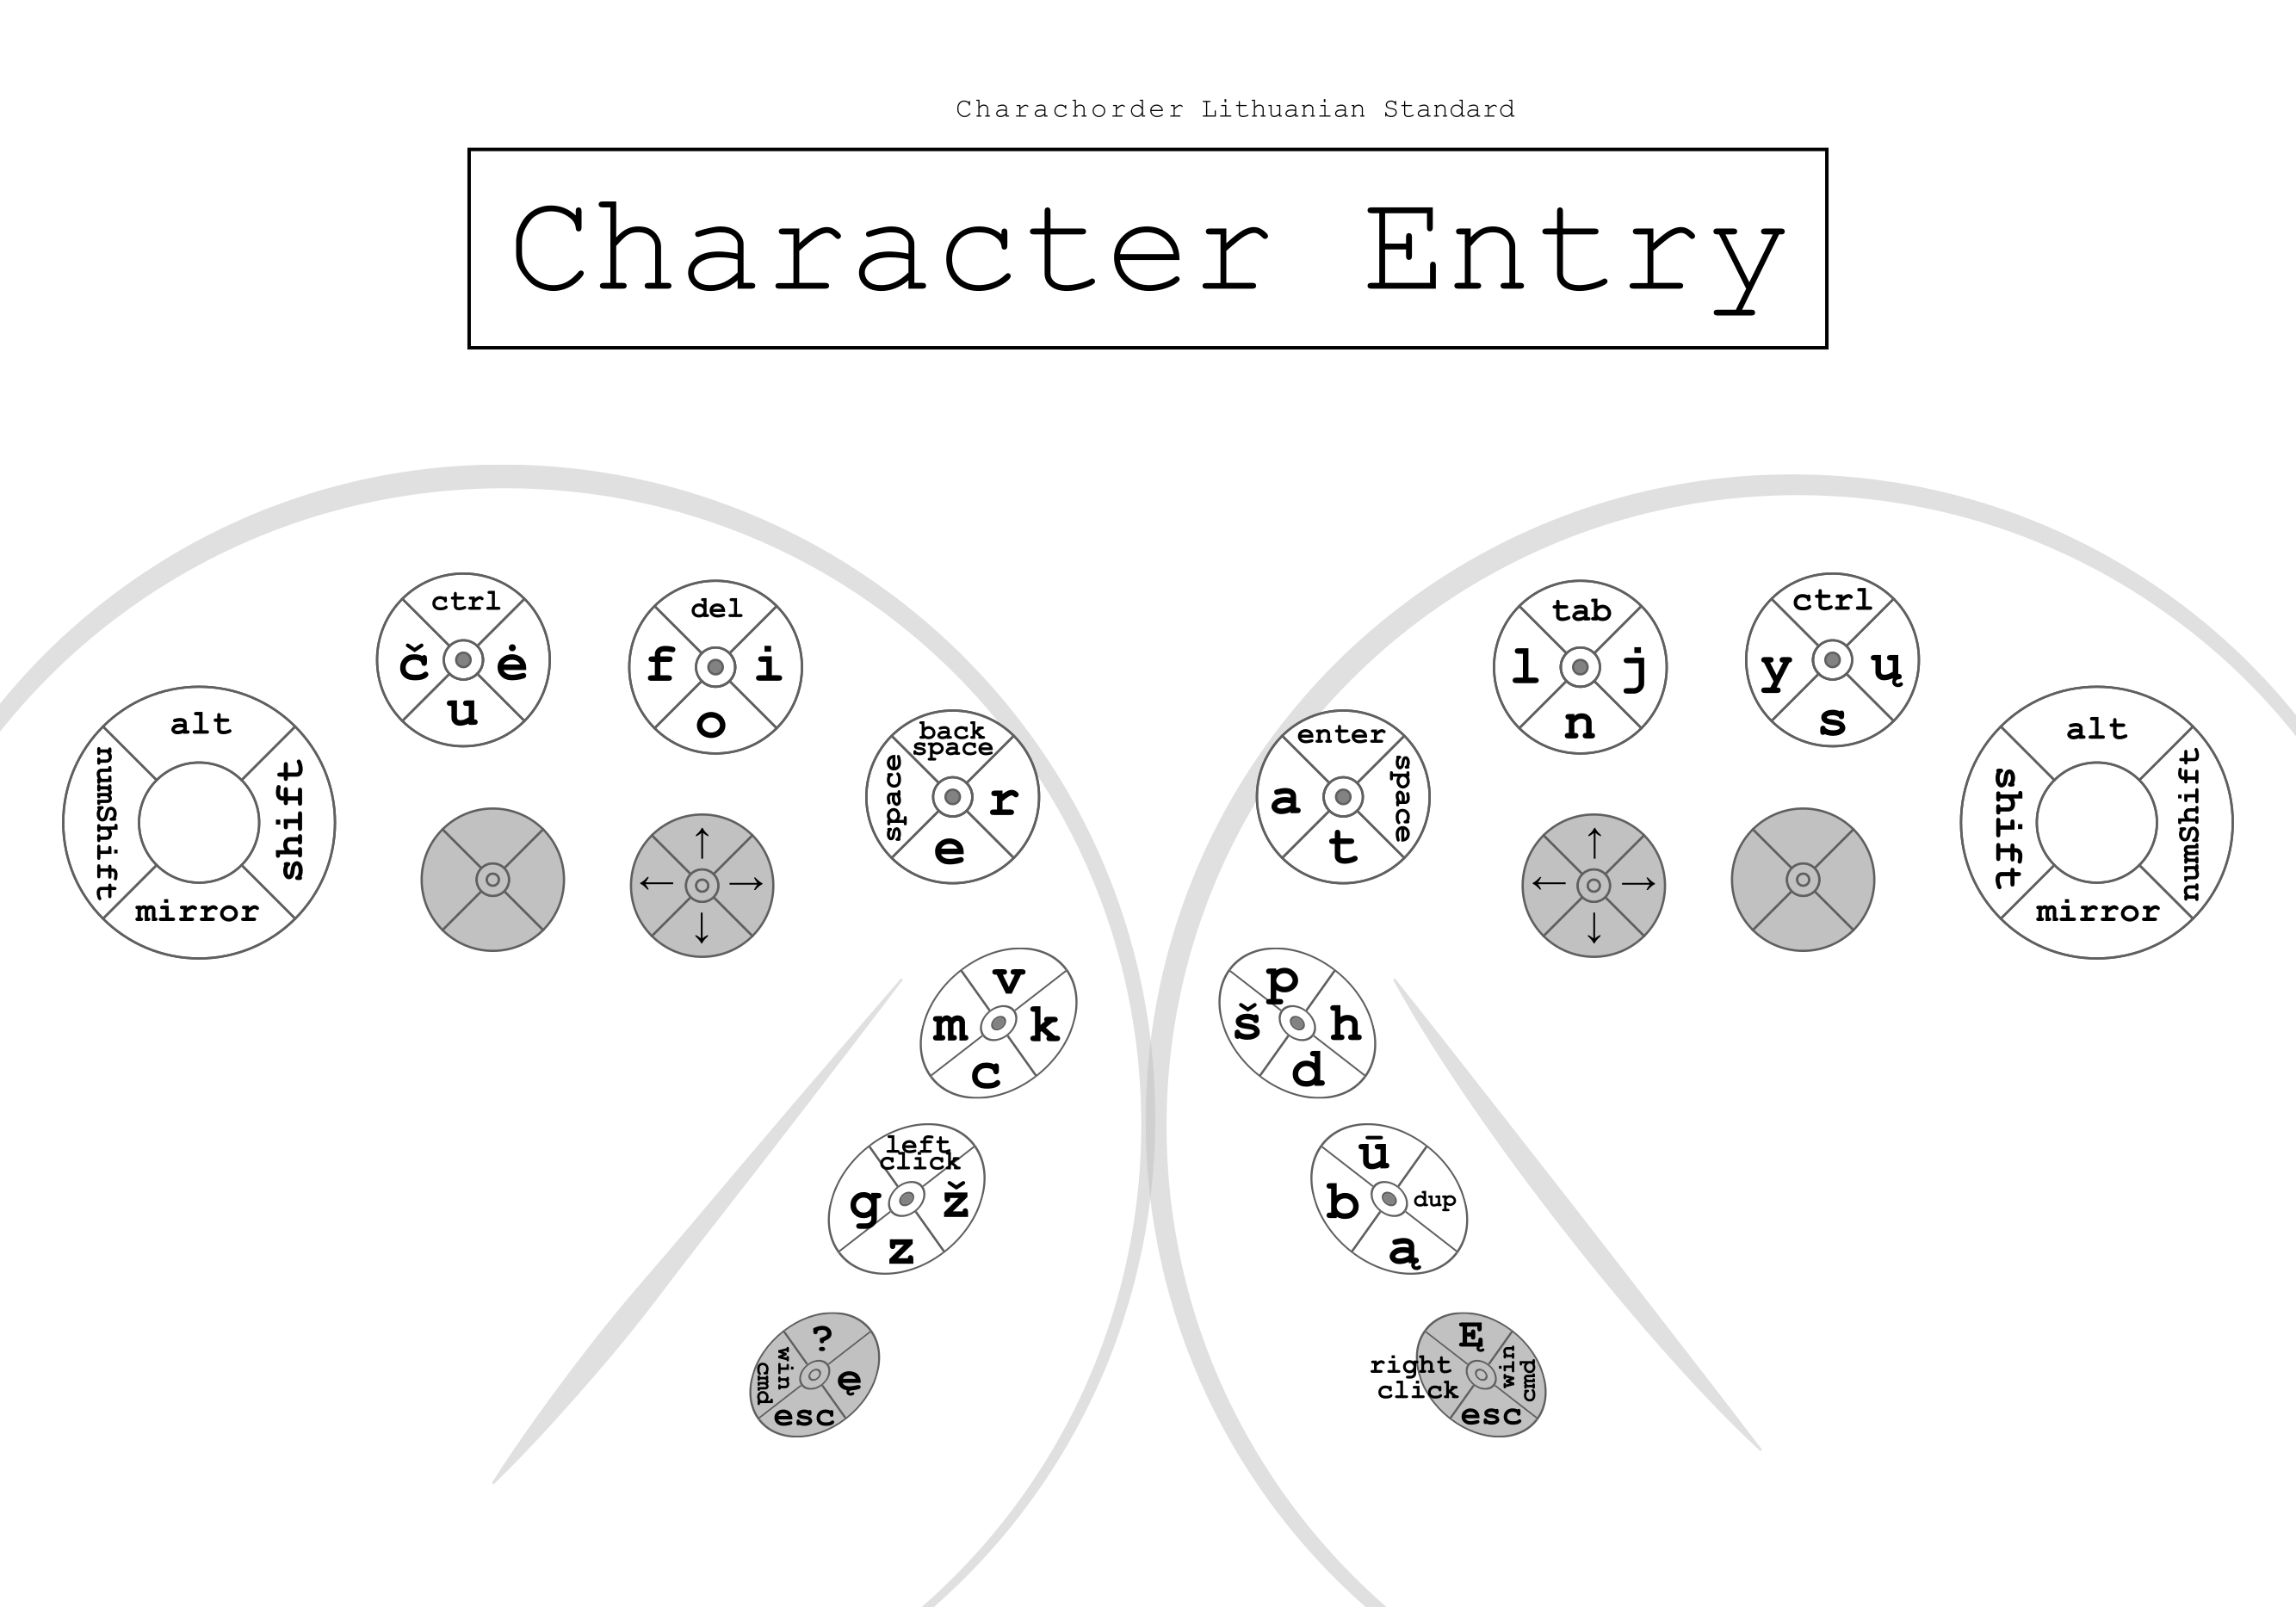 Charachorder Lithuanian Standard
Character Entry
alt
numShift
shift
mirror
ctrl
č ė
u
del
f i
o
back
space
space
r
e
↑
← →
↓
v
m k
c
left
click
g ž
z
?
win
cmd
ę
esc
enter
a
space
t
tab
l j
n
ctrl
y ų
s
alt
shift
numShift
mirror
↑
← →
↓
p
š h
d
ū
b dup
ą
Ę
right
click
win
cmd
esc